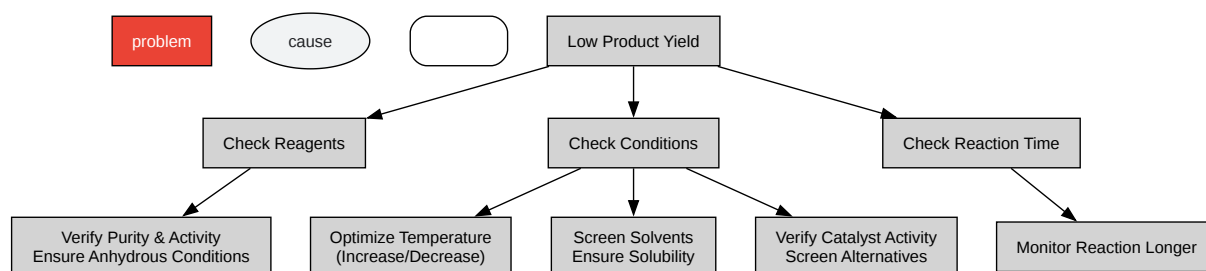 problem
cause
Low Product Yield
Check Reagents
Check Conditions
Check Reaction Time
Verify Purity & Activity
Ensure Anhydrous Conditions
Optimize Temperature
(Increase/Decrease)
Screen Solvents
Ensure Solubility
Verify Catalyst Activity
Screen Alternatives
Monitor Reaction Longer